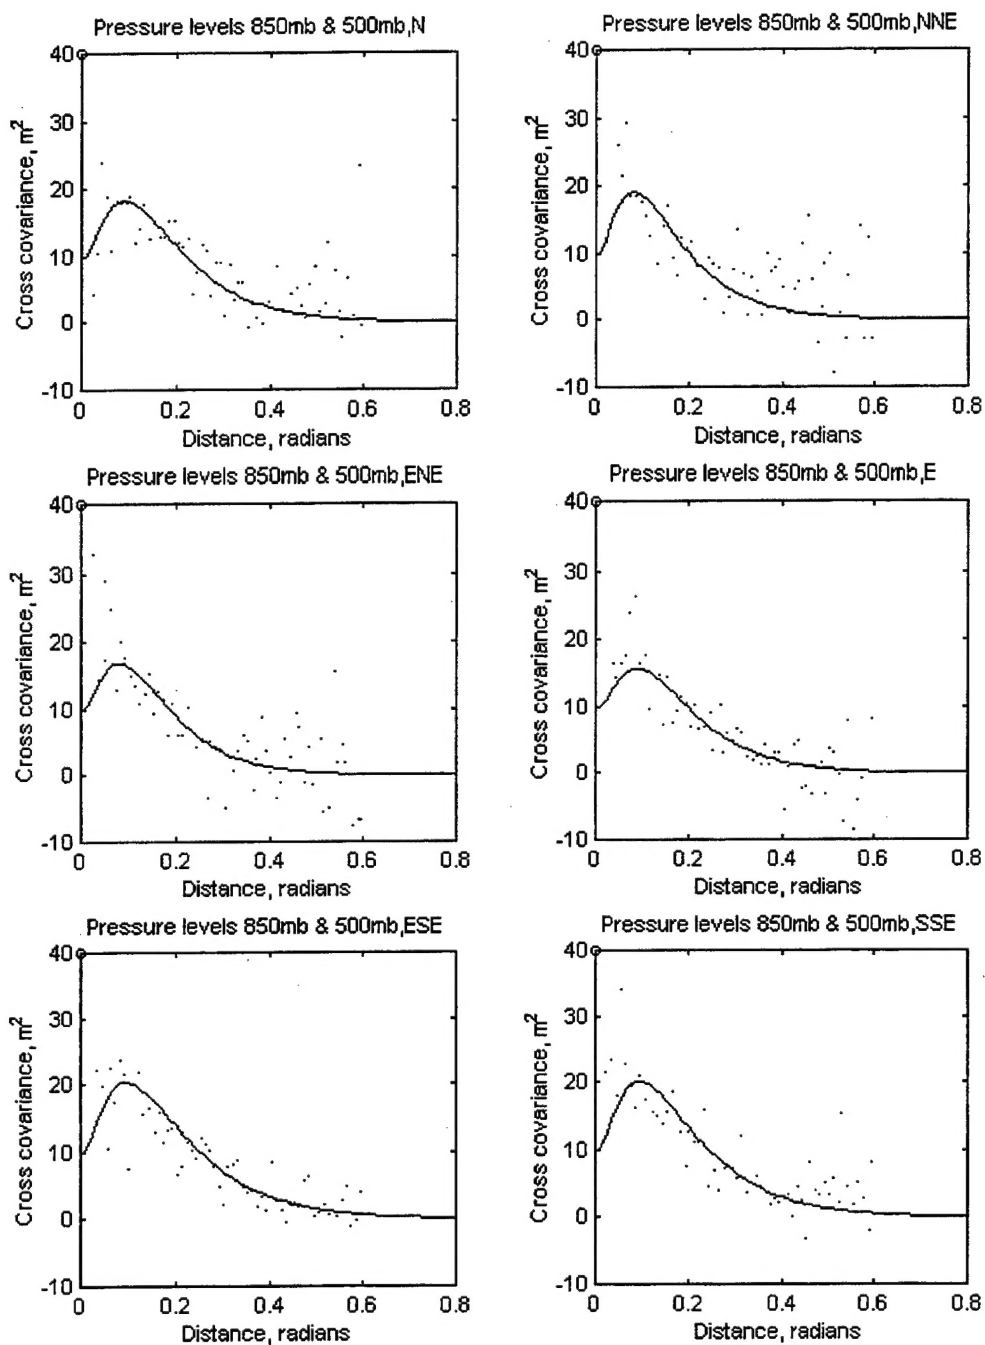 Pressure levels 850mb & 500mb,N
40
30
20
10
0
-10
Cross covariance, m²
0 0.2 0.4 0.6 0.8
Distance, radians
Pressure levels 850mb & 500mb,NNE
40
30
20
10
0
-10
Cross covariance, m²
0 0.2 0.4 0.6 0.8
Distance, radians
Pressure levels 850mb & 500mb,ENE
40
30
20
10
0
-10
Cross covariance, m²
0 0.2 0.4 0.6 0.8
Distance, radians
Pressure levels 850mb & 500mb,E
40
30
20
10
0
-10
Cross covariance, m²
0 0.2 0.4 0.6 0.8
Distance, radians
Pressure levels 850mb & 500mb,ESE
40
30
20
10
0
-10
Cross covariance, m²
0 0.2 0.4 0.6 0.8
Distance, radians
Pressure levels 850mb & 500mb,SSE
40
30
20
10
0
-10
Cross covariance, m²
0 0.2 0.4 0.6 0.8
Distance, radians